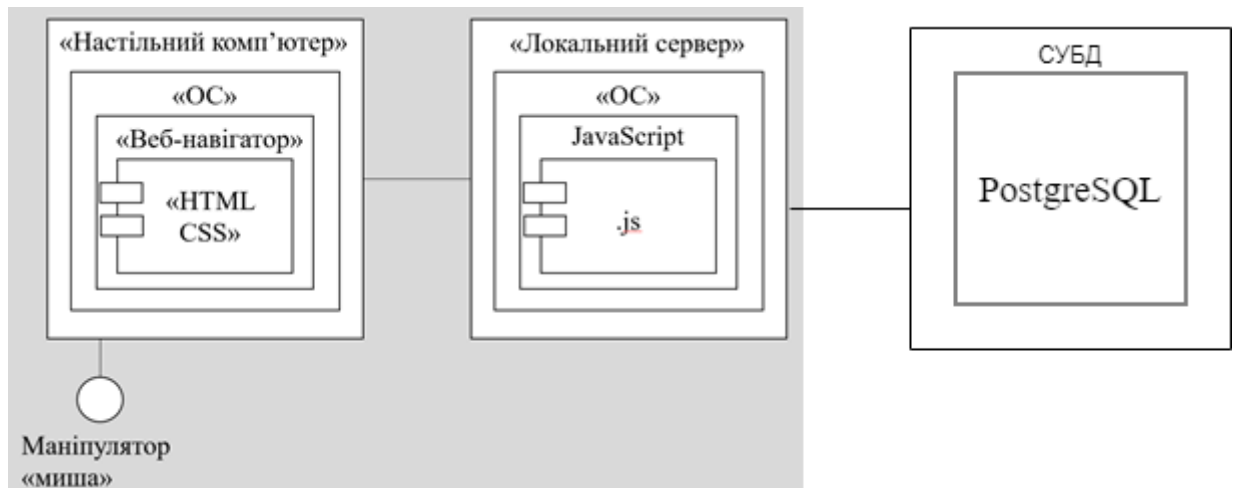 «Настільний комп’ютер»
«ОС»
«Веб-навігатор»
«HTML
CSS»
Маніпулятор
«миша»
«Локальний сервер»
«ОС»
JavaScript
.js
СУБД
PostgreSQL